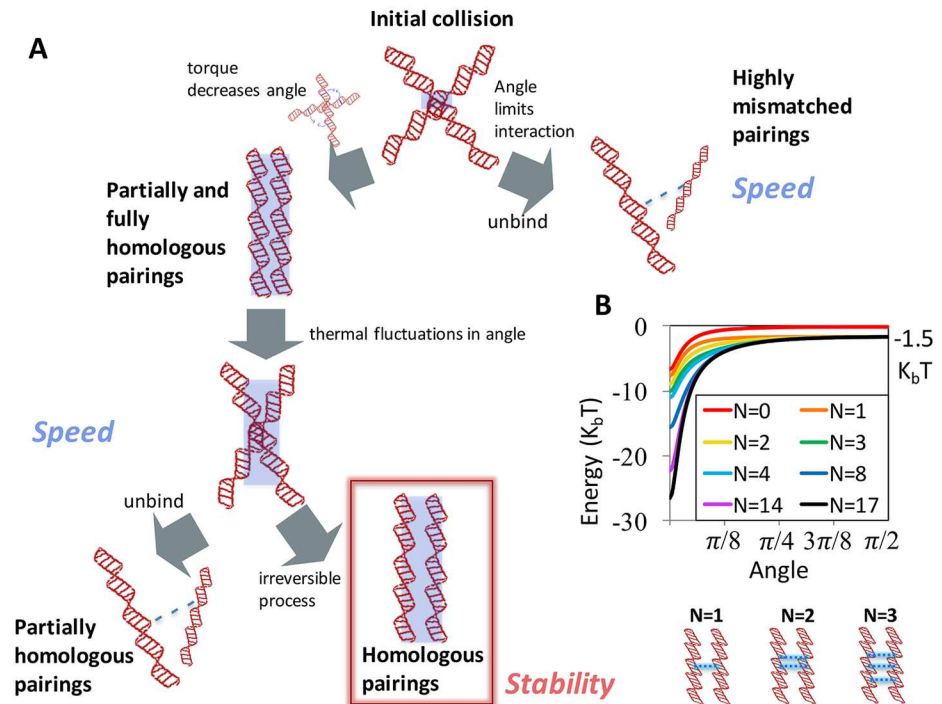 Initial collision
A
torque
decreases angle
Angle
limits
interaction
Highly
mismatched
pairings
Speed
unbind
Partially and
fully
homologous
pairings
thermal fluctuations in angle
Speed
unbind
irreversible
process
Partially
homologous
pairings
Homologous
pairings
Stability
B
Energy (KbT)
0
-10
-20
-30
-1.5
KbT
N=0 N=1
N=2 N=3
N=4 N=8
N=14 N=17
π/8 π/4 3π/8 π/2
Angle
N=1 N=2 N=3